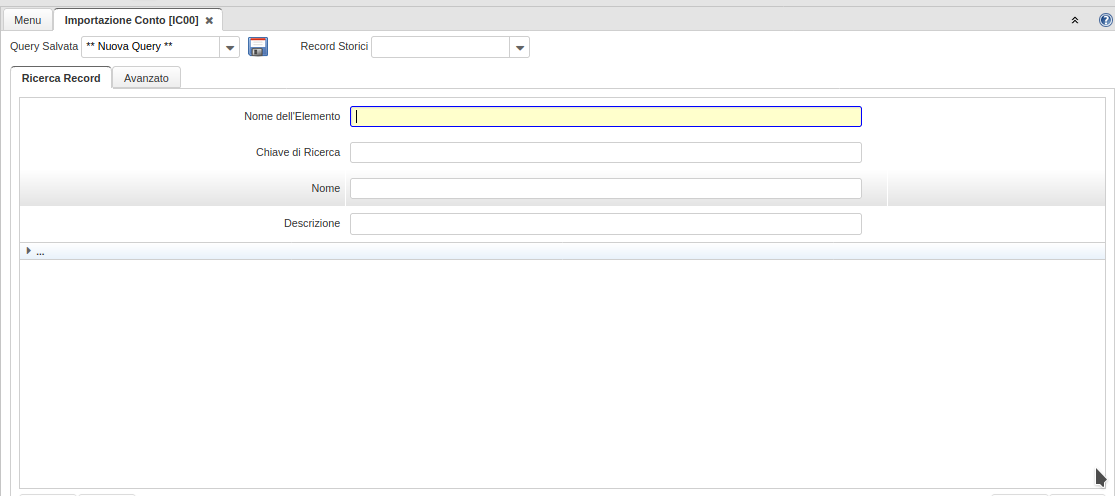 Menu
Importazione Conto [IC00]
Query Salvata ** Nuova Query ** Record Storici
Ricerca Record Avanzato
Nome dell'Elemento
Chiave di Ricerca
Nome
Descrizione
...